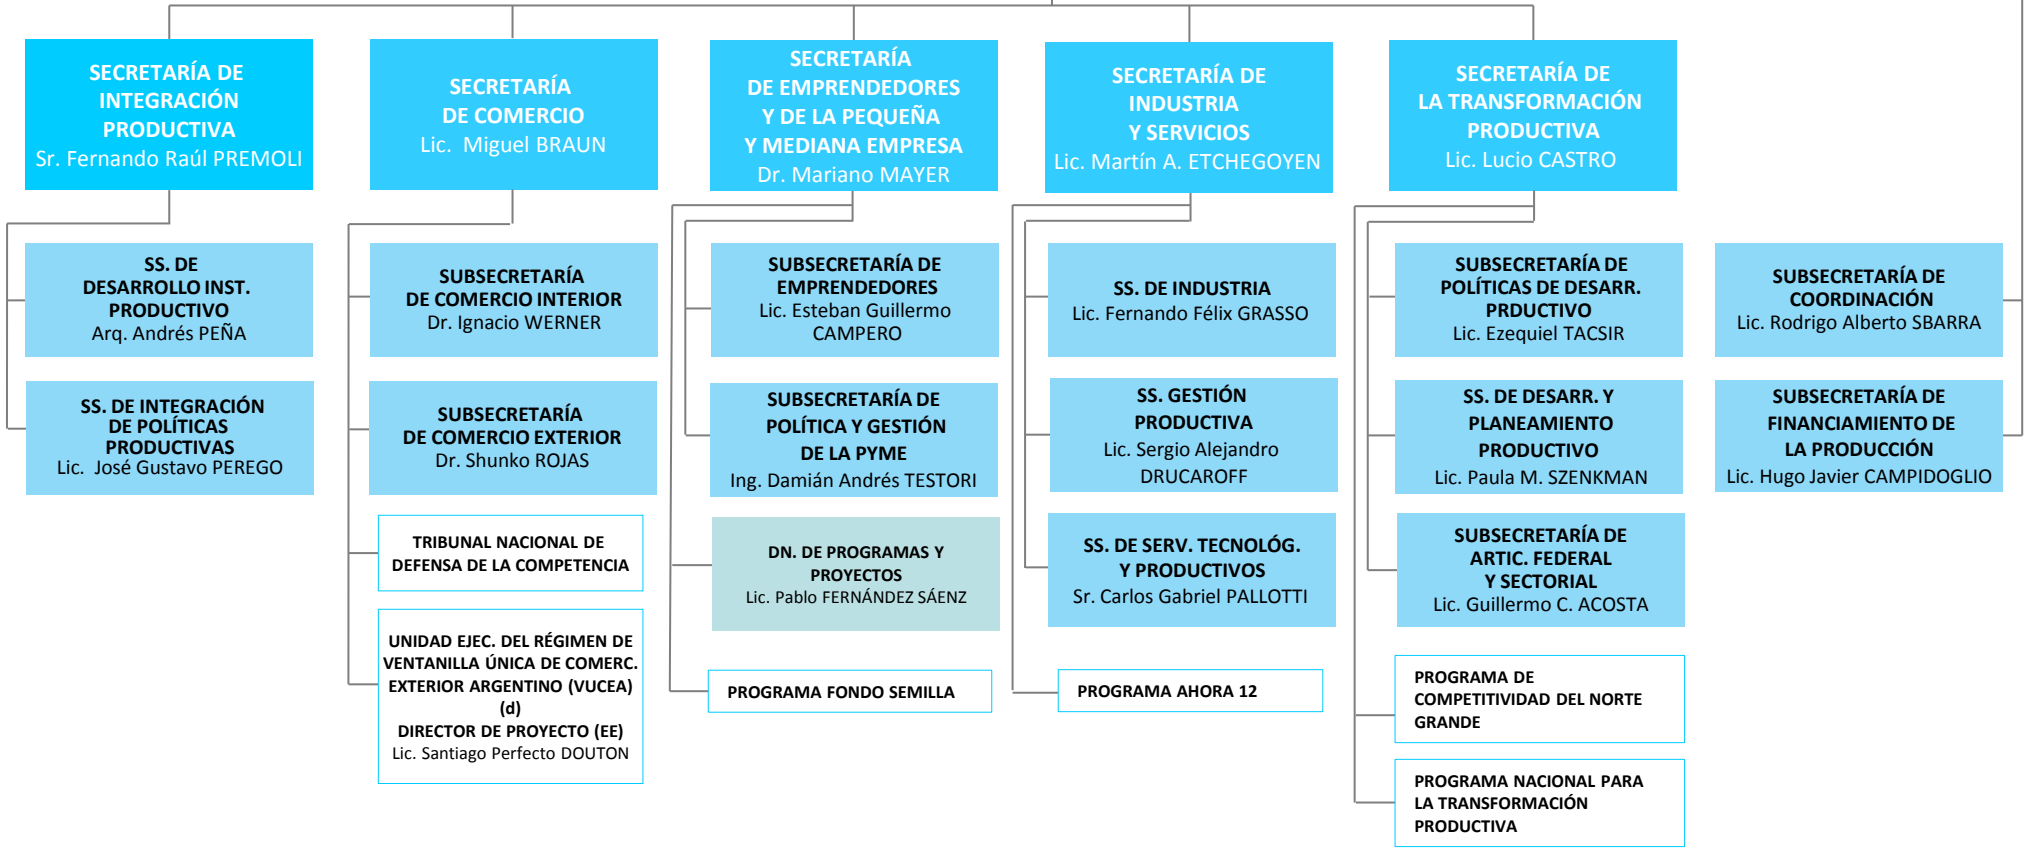 SECRETARÍA DE
INTEGRACIÓN
PRODUCTIVA
Sr. Fernando Raúl PREMOLI
SECRETARÍA
DE COMERCIO
Lic. Miguel BRAUN
SECRETARÍA
DE EMPRENDEDORES
Y DE LA PEQUEÑA
Y MEDIANA EMPRESA
Dr. Mariano MAYER
SECRETARÍA DE
INDUSTRIA
Y SERVICIOS
Lic. Martín A. ETCHEGOYEN
SECRETARÍA DE
LA TRANSFORMACIÓN
PRODUCTIVA
Lic. Lucio CASTRO
SS. DE
DESARROLLO INST.
PRODUCTIVO
Arq. Andrés PEÑA
SUBSECRETARÍA
DE COMERCIO INTERIOR
Dr. Ignacio WERNER
SUBSECRETARÍA DE
EMPRENDEDORES
Lic. Esteban Guillermo
CAMPERO
SS. DE INDUSTRIA
Lic. Fernando Félix GRASSO
SUBSECRETARÍA DE
POLÍTICAS DE DESARR.
PRDUCTIVO
Lic. Ezequiel TACSIR
SUBSECRETARÍA DE
COORDINACIÓN
Lic. Rodrigo Alberto SBARRA
SS. DE INTEGRACIÓN
DE POLÍTICAS
PRODUCTIVAS
Lic. José Gustavo PEREGO
SUBSECRETARÍA
DE COMERCIO EXTERIOR
Dr. Shunko ROJAS
SUBSECRETARÍA DE
POLÍTICA Y GESTIÓN
DE LA PYME
Ing. Damián Andrés TESTORI
SS. GESTIÓN
PRODUCTIVA
Lic. Sergio Alejandro
DRUCAROFF
SS. DE DESARR. Y
PLANEAMIENTO
PRODUCTIVO
Lic. Paula M. SZENKMAN
SUBSECRETARÍA DE
FINANCIAMIENTO DE
LA PRODUCCIÓN
Lic. Hugo Javier CAMPIDOGLIO
TRIBUNAL NACIONAL DE
DEFENSA DE LA COMPETENCIA
DN. DE PROGRAMAS Y
PROYECTOS
Lic. Pablo FERNÁNDEZ SÁENZ
SS. DE SERV. TECNOLÓG.
Y PRODUCTIVOS
Sr. Carlos Gabriel PALLOTTI
SUBSECRETARÍA DE
ARTIC. FEDERAL
Y SECTORIAL
Lic. Guillermo C. ACOSTA
UNIDAD EJEC. DEL RÉGIMEN DE
VENTANILLA ÚNICA DE COMERC.
EXTERIOR ARGENTINO (VUCEA)
(d)
DIRECTOR DE PROYECTO (EE)
Lic. Santiago Perfecto DOUTON
PROGRAMA FONDO SEMILLA
PROGRAMA AHORA 12
PROGRAMA DE
COMPETITIVIDAD DEL NORTE
GRANDE
PROGRAMA NACIONAL PARA
LA TRANSFORMACIÓN
PRODUCTIVA